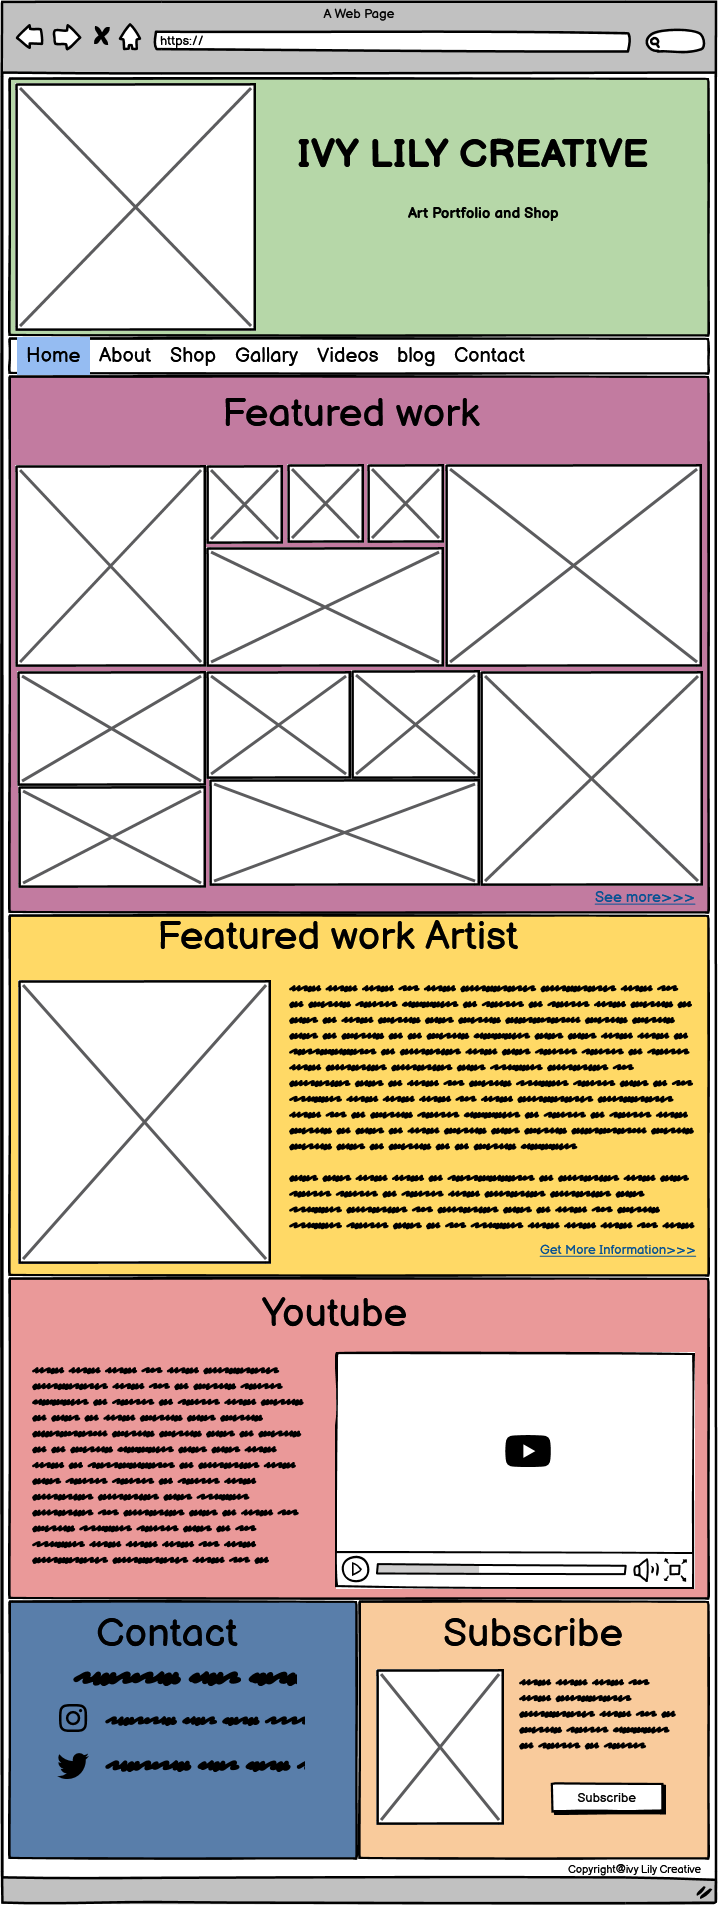 A Web Page
https://
IVY LILY CREATIVE
Art Portfolio and Shop
Home About Shop Gallary Videos blog Contact
Featured work
See more>>>
Featured work Artist
Get More Information>>>
Youtube
Contact
Subscribe
Subscribe
Copyright@ivy Lily Creative